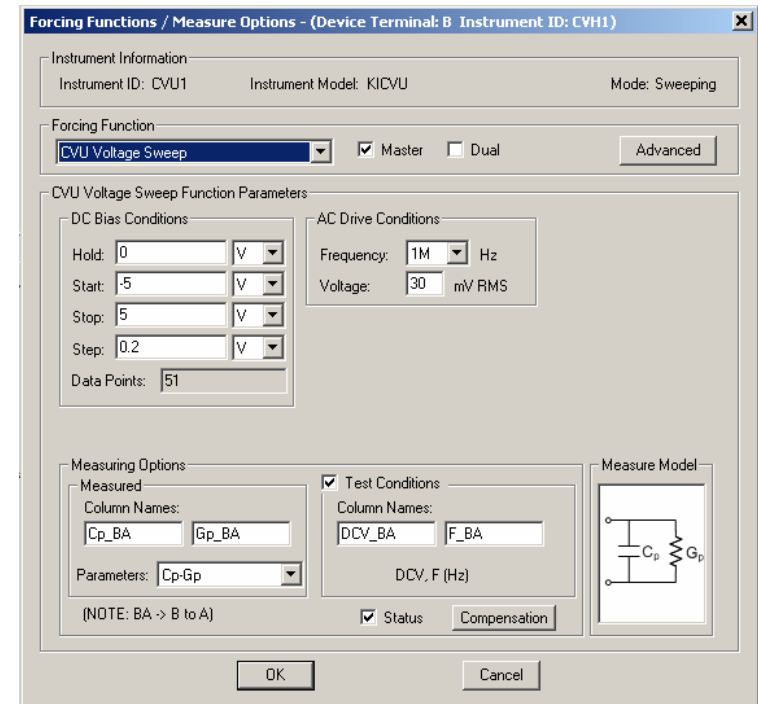 Forcing Functions / Measure Options - (Device Terminal: B Instrument ID: CVH1)
Instrument Information
Instrument ID: CVU1 Instrument Model: KICVU Mode: Sweeping
Forcing Function
CVU Voltage Sweep Master Dual Advanced
CVU Voltage Sweep Function Parameters
DC Bias Conditions
Hold: 0 V
Start: -5 V
Stop: 5 V
Step: 0.2 V
Data Points: 51
AC Drive Conditions
Frequency: 1M Hz
Voltage: 30 mV RMS
Measuring Options
Measured
Column Names:
Cp_BA Gp_BA
Parameters: Cp-Gp
(NOTE: BA -> B to A)
Test Conditions
Column Names:
DCV_BA F_BA
DCV, F (Hz)
Status Compensation
Measure Model
Cp Gp
OK Cancel